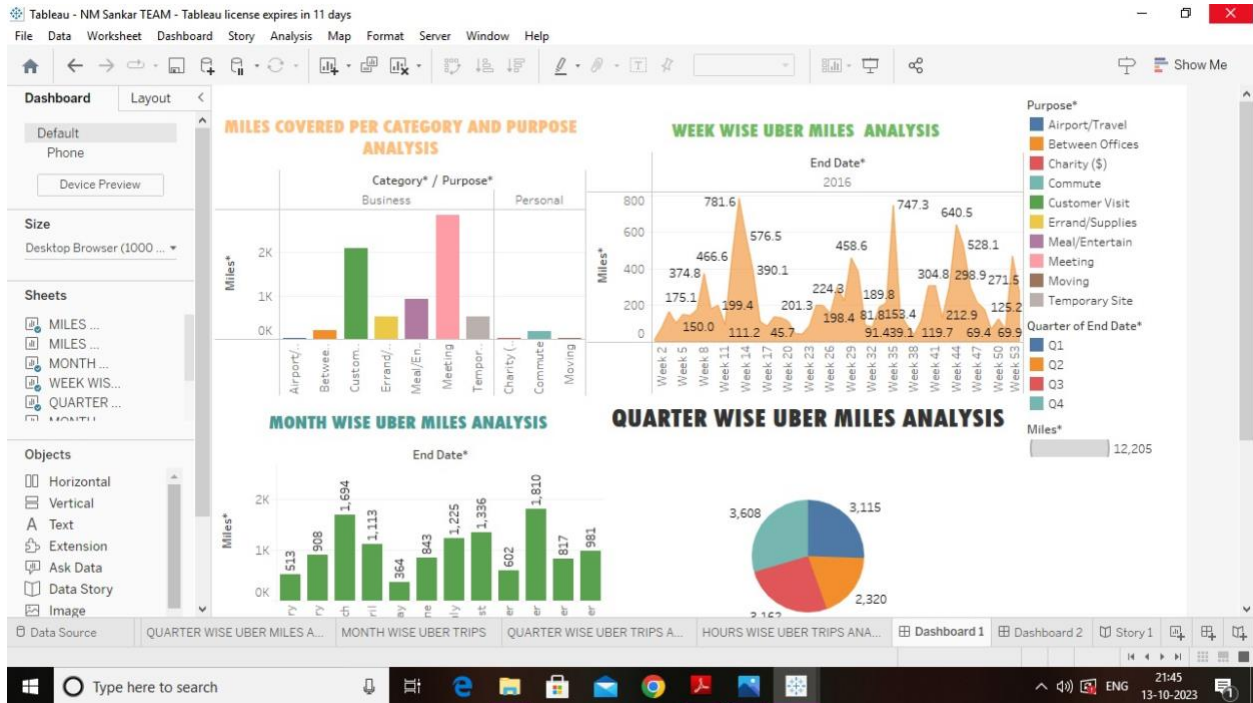 Tableau - NM Sankar TEAM - Tableau license expires in 11 days
File Data Worksheet Dashboard Story Analysis Map Format Server Window Help
Show Me
Dashboard Layout
Default
Phone
Device Preview
Size
Desktop Browser (1000 ...
Sheets
MILES ...
MILES ...
MONTH ...
WEEK WIS...
QUARTER ...
Objects
Horizontal
Vertical
Text
Extension
Ask Data
Data Story
Image
MILES COVERED PER CATEGORY AND PURPOSE
ANALYSIS
Category* / Purpose*
Business Personal
Miles*
2K
1K
0K
Airport/..
Betwee..
Custom..
Errand/..
Meal/En..
Meeting
Tempor..
Charity (..
Commute
Moving
WEEK WISE UBER MILES ANALYSIS
End Date*
2016
Miles*
800
600
400
200
0
781.6 747.3
640.5
576.5 528.1
466.6 458.6
374.8 390.1 304.8 298.9 271.5
224.3
175.1 199.4 201.3 189.8 125.2
150.0 198.4 81.8 153.4 212.9
111.2 45.7 91.4 39.1 119.7 69.4 69.9
Week 2
Week 5
Week 8
Week 11
Week 14
Week 17
Week 20
Week 23
Week 26
Week 29
Week 32
Week 35
Week 38
Week 41
Week 44
Week 47
Week 50
Week 53
Purpose*
Airport/Travel
Between Offices
Charity ($)
Commute
Customer Visit
Errand/Supplies
Meal/Entertain
Meeting
Moving
Temporary Site
Quarter of End Date*
Q1
Q2
Q3
Q4
Miles*
12,205
MONTH WISE UBER MILES ANALYSIS
End Date*
Miles*
2K
1K
0K
513
908
1,694
1,113
364
843
1,225
1,336
602
1,810
817
981
QUARTER WISE UBER MILES ANALYSIS
3,608 3,115
2,320
3,162
Data Source QUARTER WISE UBER MILES A... MONTH WISE UBER TRIPS QUARTER WISE UBER TRIPS A... HOURS WISE UBER TRIPS ANA... Dashboard 1 Dashboard 2 Story 1
Type here to search
ENG
21:45
13-10-2023